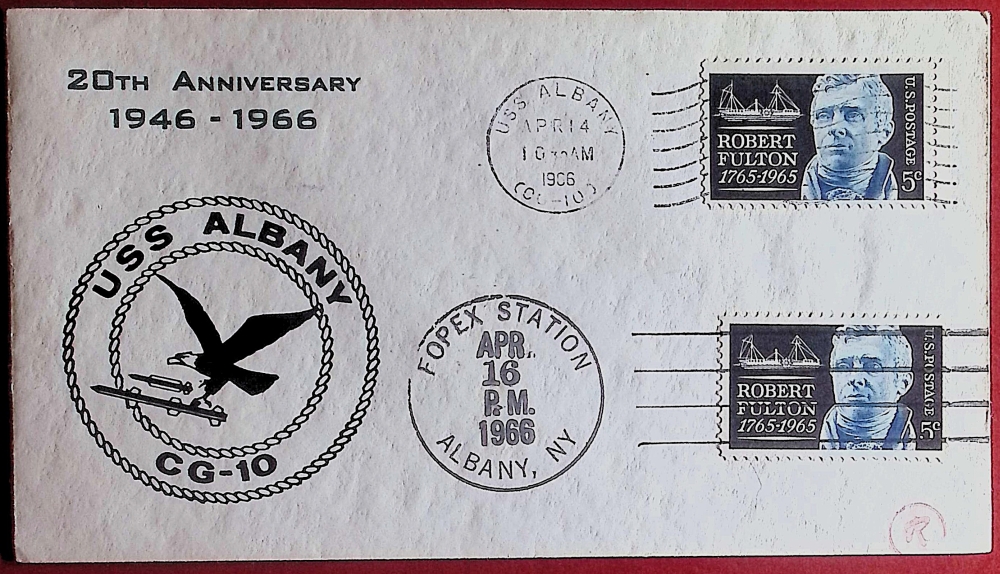 20TH ANNIVERSARY
1946 - 1966
USS ALBANY
CG-10
USS ALBANY
APR 14
AM
1966
FOPEX STATION
APR.
16
P.M.
1966
ALBANY, NY
ROBERT
FULTON
1765-1965
U.S. POSTAGE
5c
ROBERT
FULTON
1765-1965
U.S. POSTAGE
5c
R